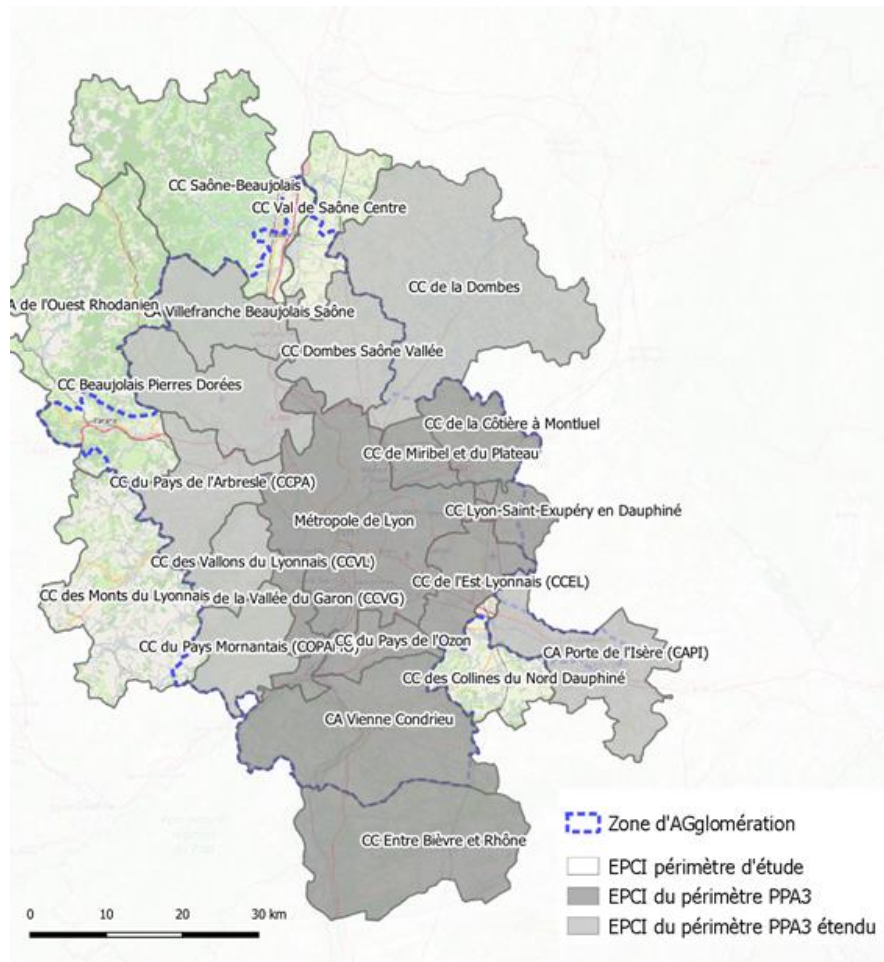 CC Saône-Beaujolais
CC Val de Saône Centre
CC de la Dombes
A de l'Ouest Rhodanien
CA Villefranche Beaujolais Saône
CC Dombes Saône Vallée
CC Beaujolais Pierres Dorées
CC de la Côtière à Montluel
CC de Miribel et du Plateau
CC du Pays de l'Arbresle (CCPA)
CC Lyon-Saint-Exupéry en Dauphiné
Métropole de Lyon
CC des Vallons du Lyonnais (CCVL)
CC de l'Est Lyonnais (CCEL)
CC des Monts du Lyonnais
de la Vallée du Garon (CCVG)
CC du Pays Mornantais
CC du Pays de l'Ozon
CA Porte de l'Isère (CAPI)
CC des Collines du Nord Dauphiné
CA Vienne Condrieu
CC Entre Bièvre et Rhône
Zone d'AGglomération
EPCI périmètre d'étude
EPCI du périmètre PPA3
EPCI du périmètre PPA3 étendu
0 10 20 30 km